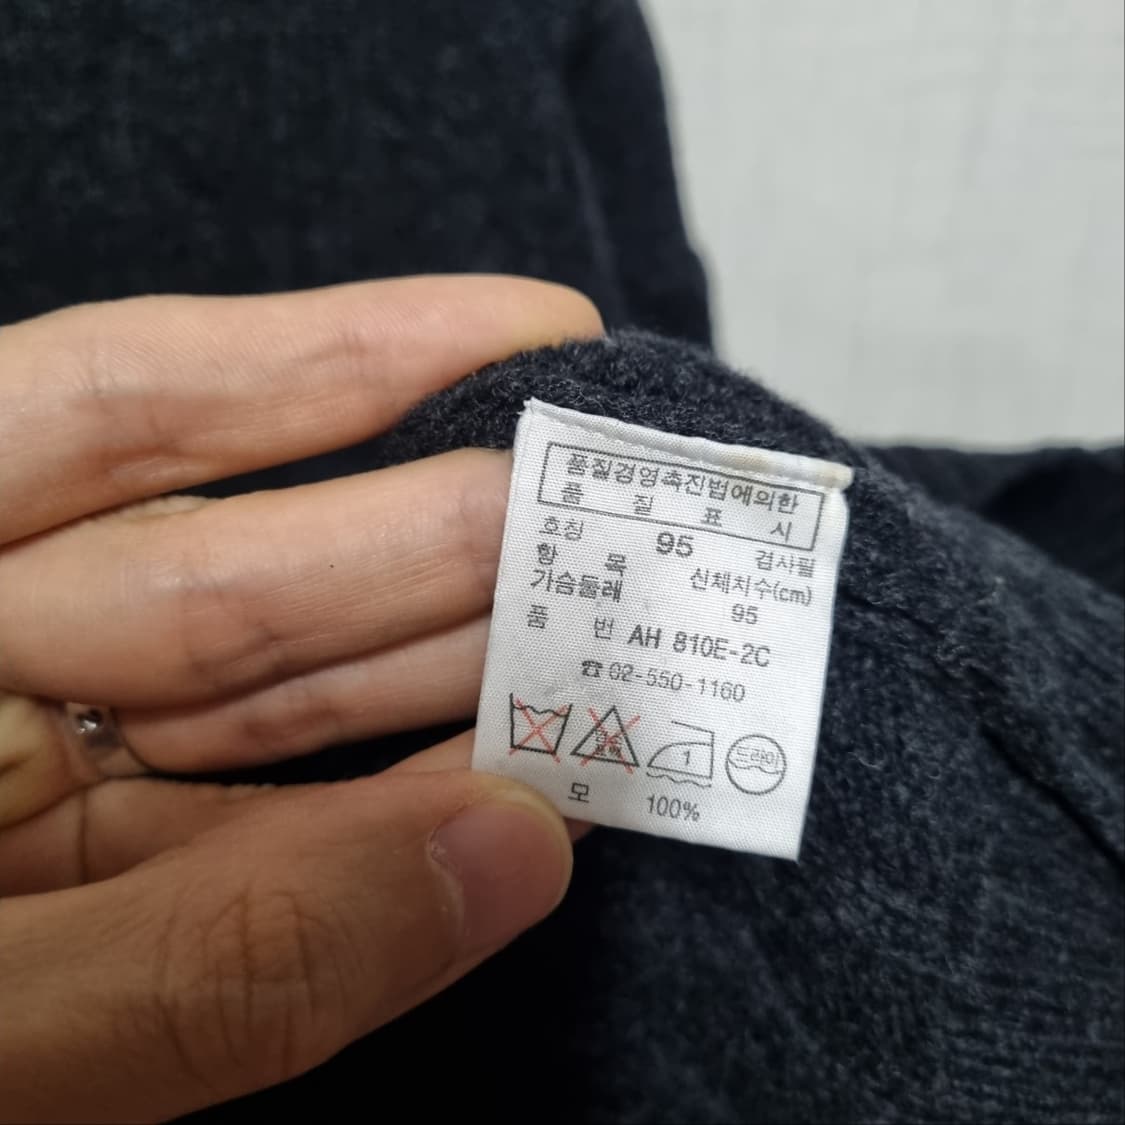 품질경영촉진법에의한
품 질 표 시
호칭 95 검사필
항 목 신체치수(cm)
가슴둘레 95
품 번 AH 810E-2C
☎ 02-550-1160
1 드라이
모 100%